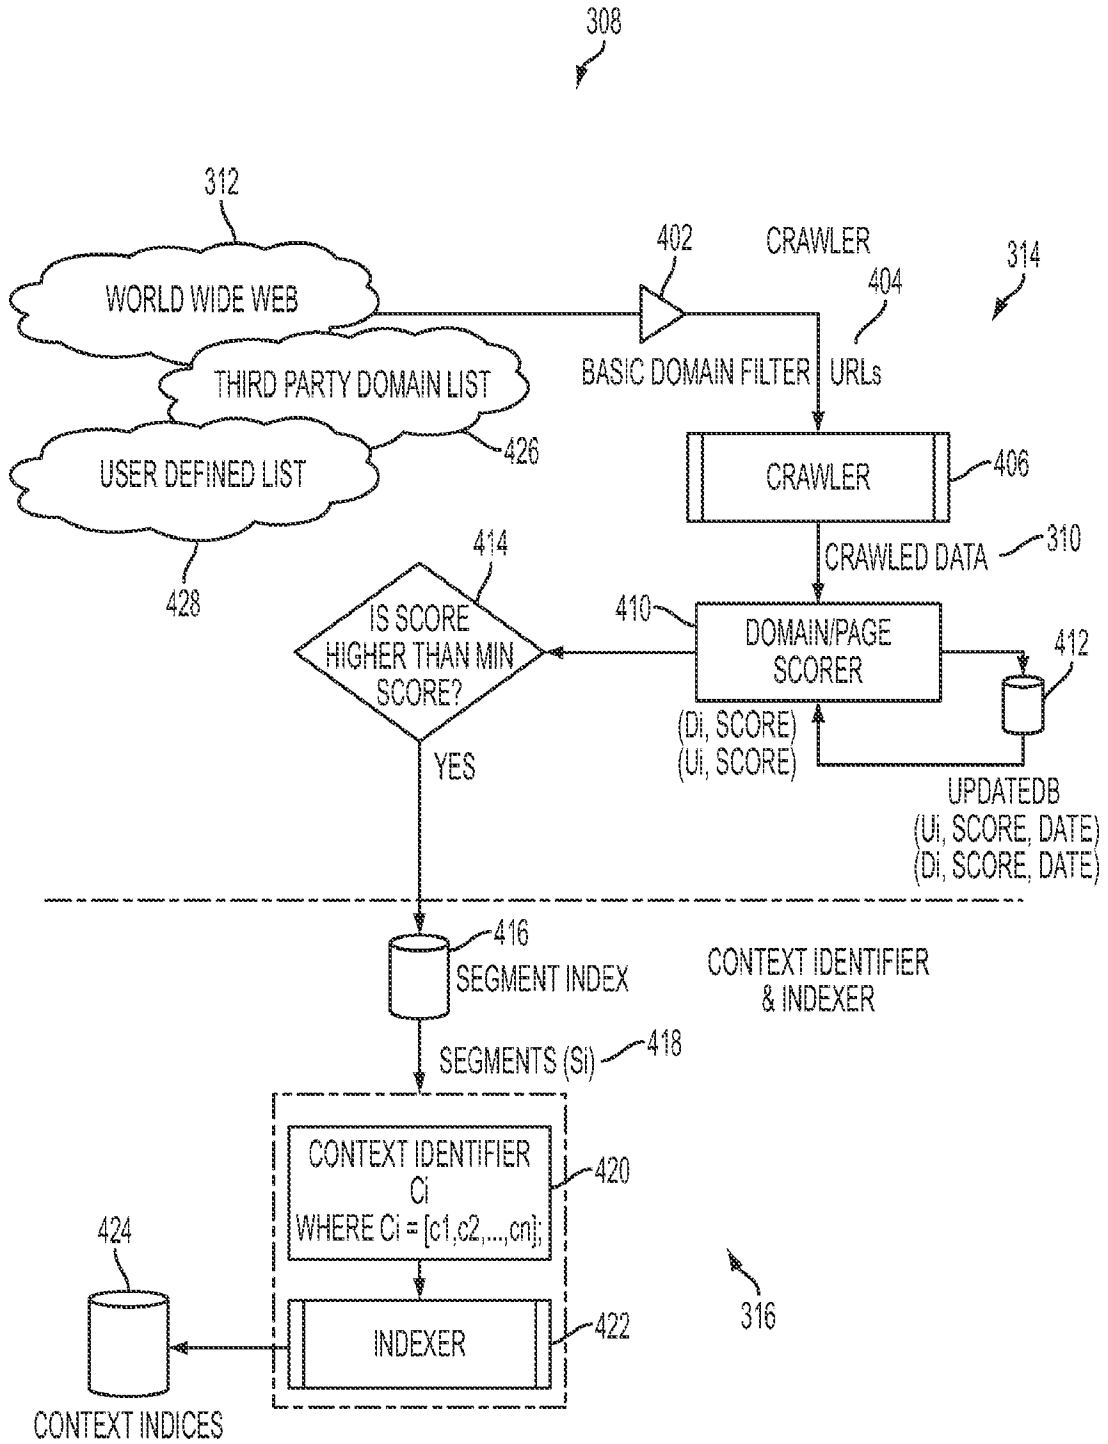 308
312
WORLD WIDE WEB
402
CRAWLER
314
404
THIRD PARTY DOMAIN LIST
BASIC DOMAIN FILTER
URLs
426
USER DEFINED LIST
428
CRAWLER
406
CRAWLED DATA
310
414
IS SCORE
HIGHER THAN MIN
SCORE?
YES
410
DOMAIN/PAGE
SCORER
412
(Di, SCORE)
(Ui, SCORE)
UPDATEDB
(Ui, SCORE, DATE)
(Di, SCORE, DATE)
416
SEGMENT INDEX
CONTEXT IDENTIFIER
& INDEXER
SEGMENTS (Si)
418
CONTEXT IDENTIFIER
Ci
WHERE Ci = [c1,c2,...,cn];
420
424
316
INDEXER
422
CONTEXT INDICES